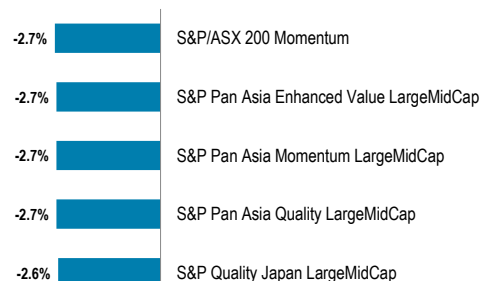 -2.7% S&P/ASX 200 Momentum
-2.7% S&P Pan Asia Enhanced Value LargeMidCap
-2.7% S&P Pan Asia Momentum LargeMidCap
-2.7% S&P Pan Asia Quality LargeMidCap
-2.6% S&P Quality Japan LargeMidCap